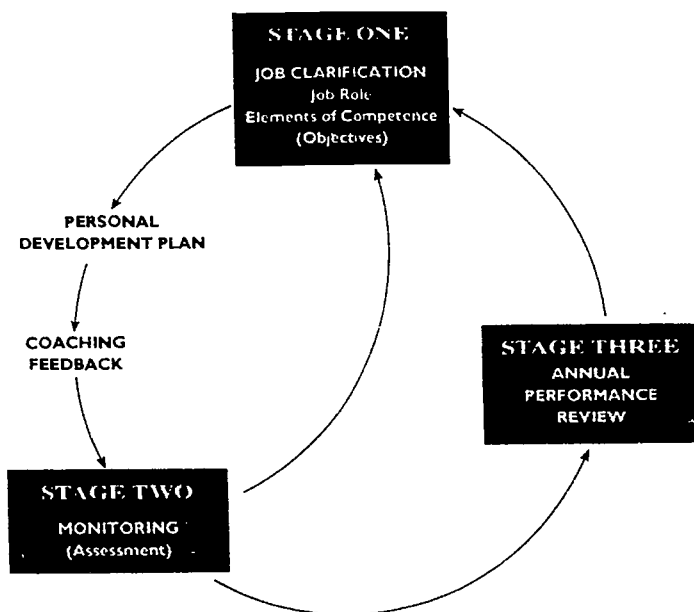 STAGE ONE
JOB CLARIFICATION
Job Role
Elements of Competence
(Objectives)
PERSONAL
DEVELOPMENT PLAN
COACHING
FEEDBACK
STAGE TWO
MONITORING
(Assessment)
STAGE THREE
ANNUAL
PERFORMANCE
REVIEW